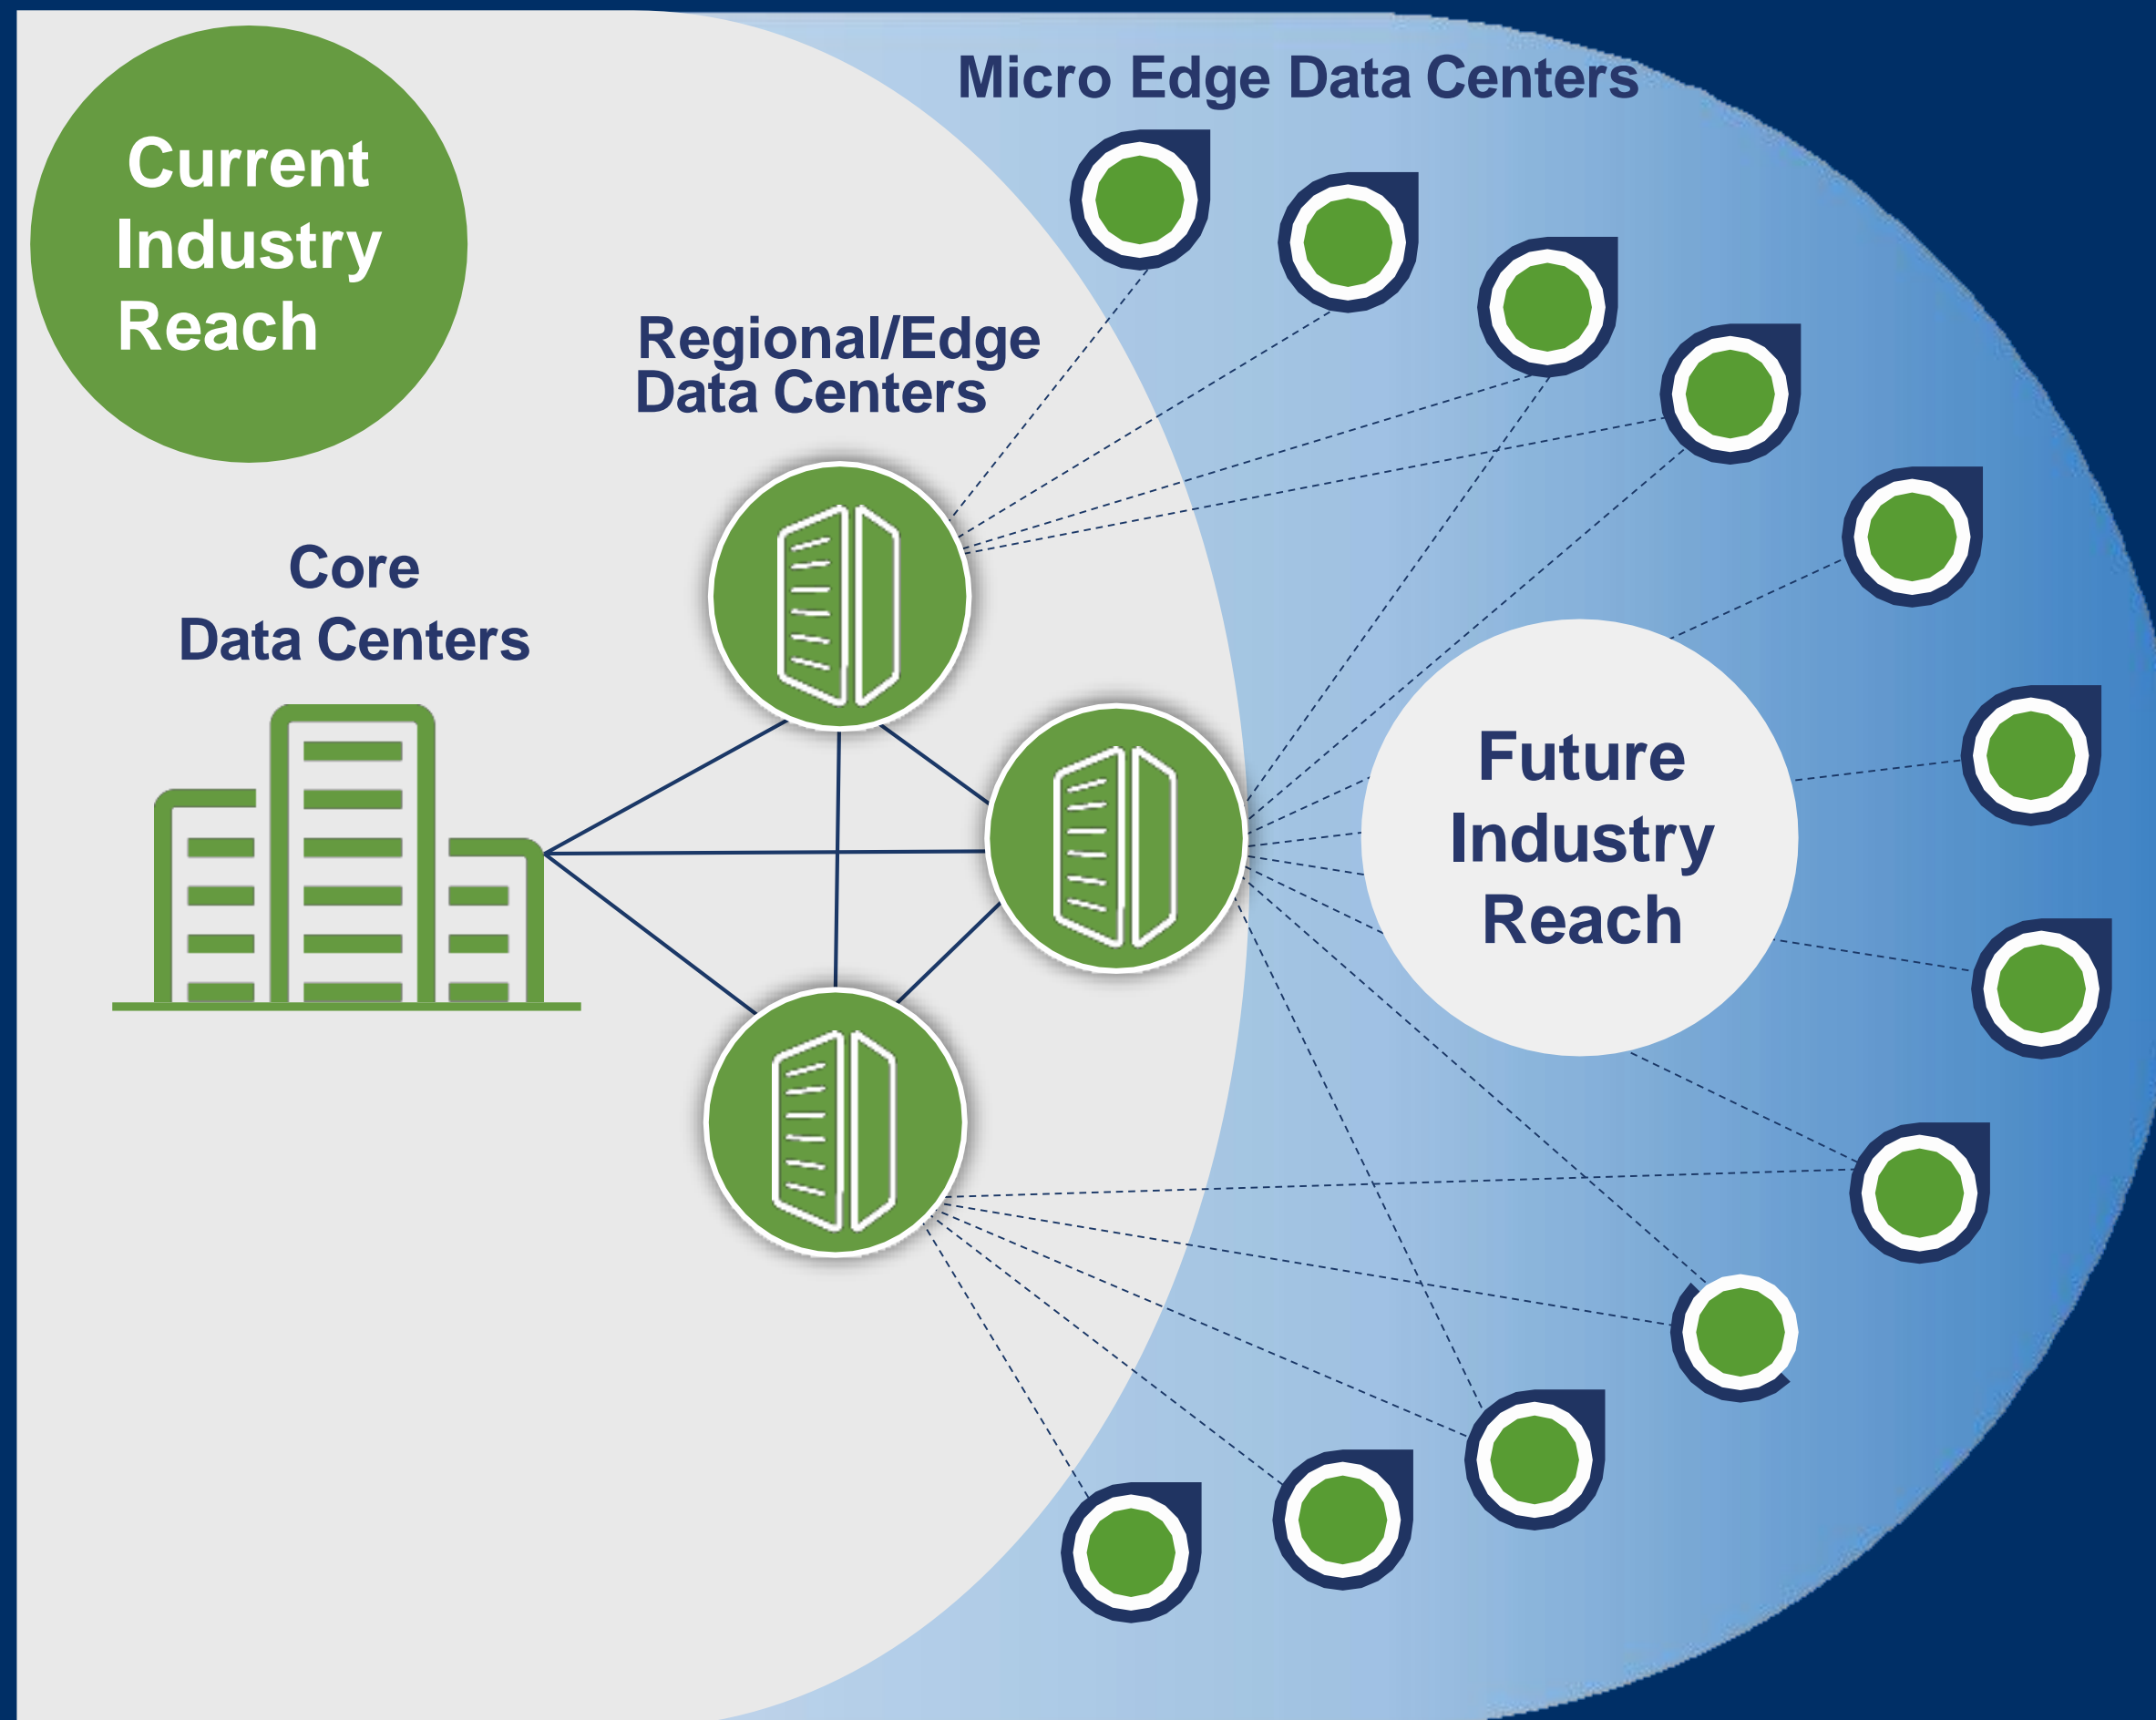 Current
Industry
Reach
Micro Edge Data Centers
Regional/Edge
Data Centers
Core
Data Centers
Future
Industry
Reach